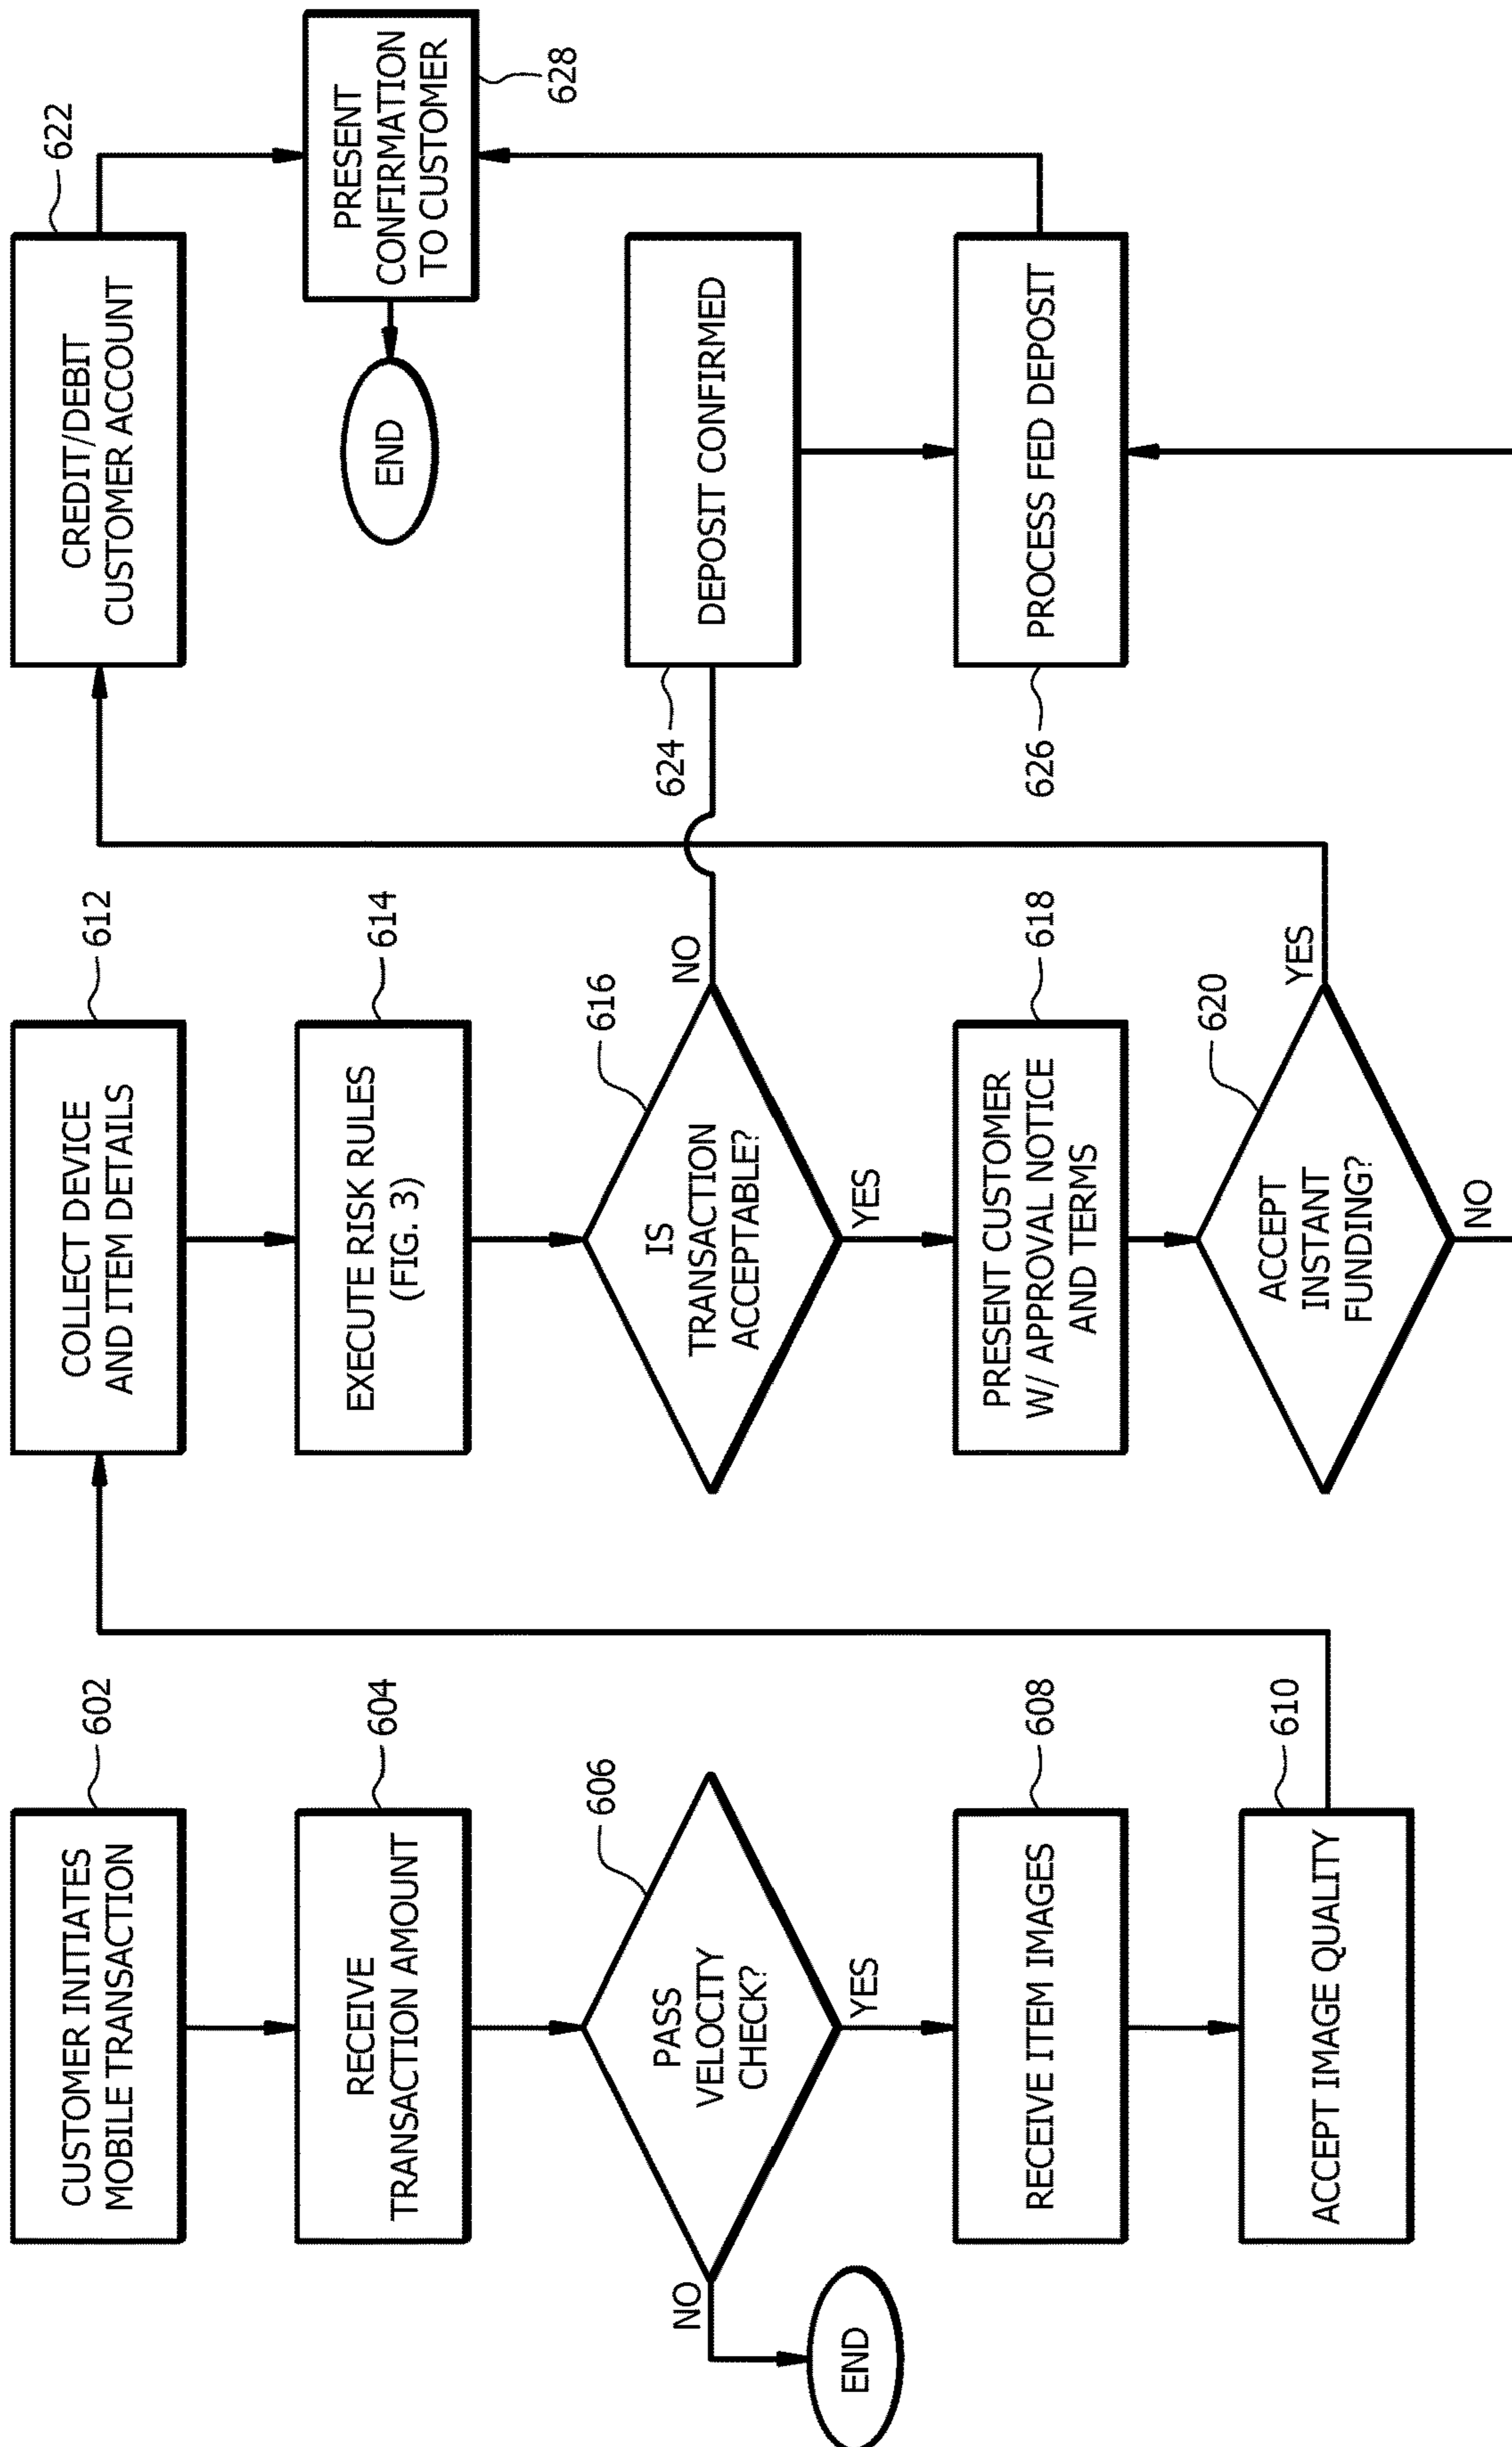 CUSTOMER INITIATES
MOBILE TRANSACTION
602
RECEIVE
TRANSACTION AMOUNT
604
PASS
VELOCITY
CHECK?
606
NO
END
YES
RECEIVE ITEM IMAGES
608
ACCEPT IMAGE QUALITY
610
COLLECT DEVICE
AND ITEM DETAILS
612
EXECUTE RISK RULES
(FIG. 3)
614
IS
TRANSACTION
ACCEPTABLE?
616
NO
YES
PRESENT CUSTOMER
W/ APPROVAL NOTICE
AND TERMS
618
ACCEPT
INSTANT
FUNDING?
620
YES
NO
CREDIT/DEBIT
CUSTOMER ACCOUNT
622
PRESENT
CONFIRMATION
TO CUSTOMER
628
END
DEPOSIT CONFIRMED
624
PROCESS FED DEPOSIT
626